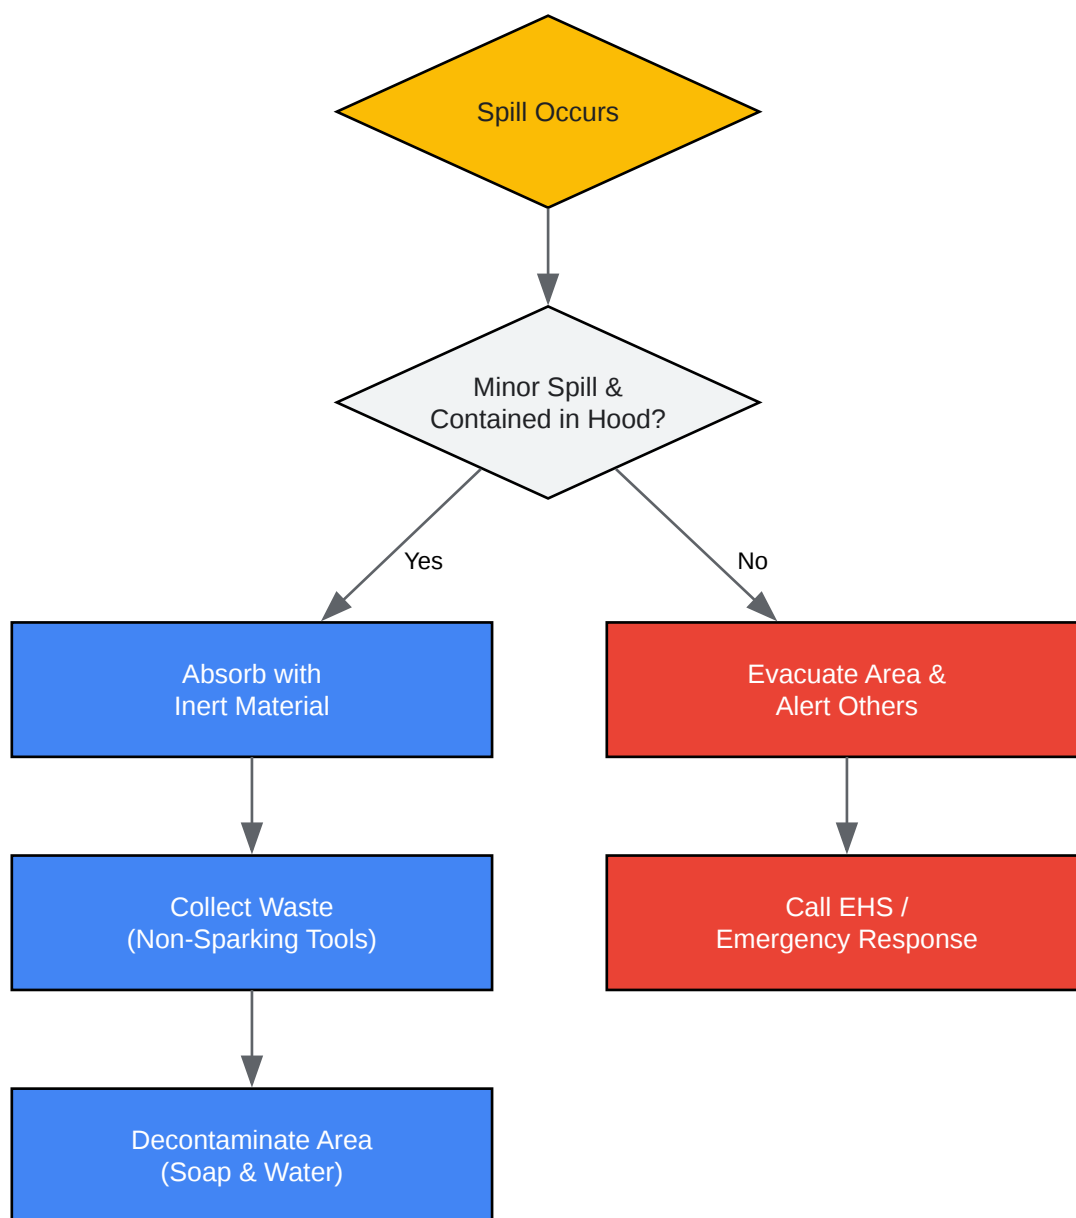 Spill Occurs
Minor Spill &
Contained in Hood?
Yes
No
Absorb with
Inert Material
Evacuate Area &
Alert Others
Collect Waste
(Non-Sparking Tools)
Call EHS /
Emergency Response
Decontaminate Area
(Soap & Water)